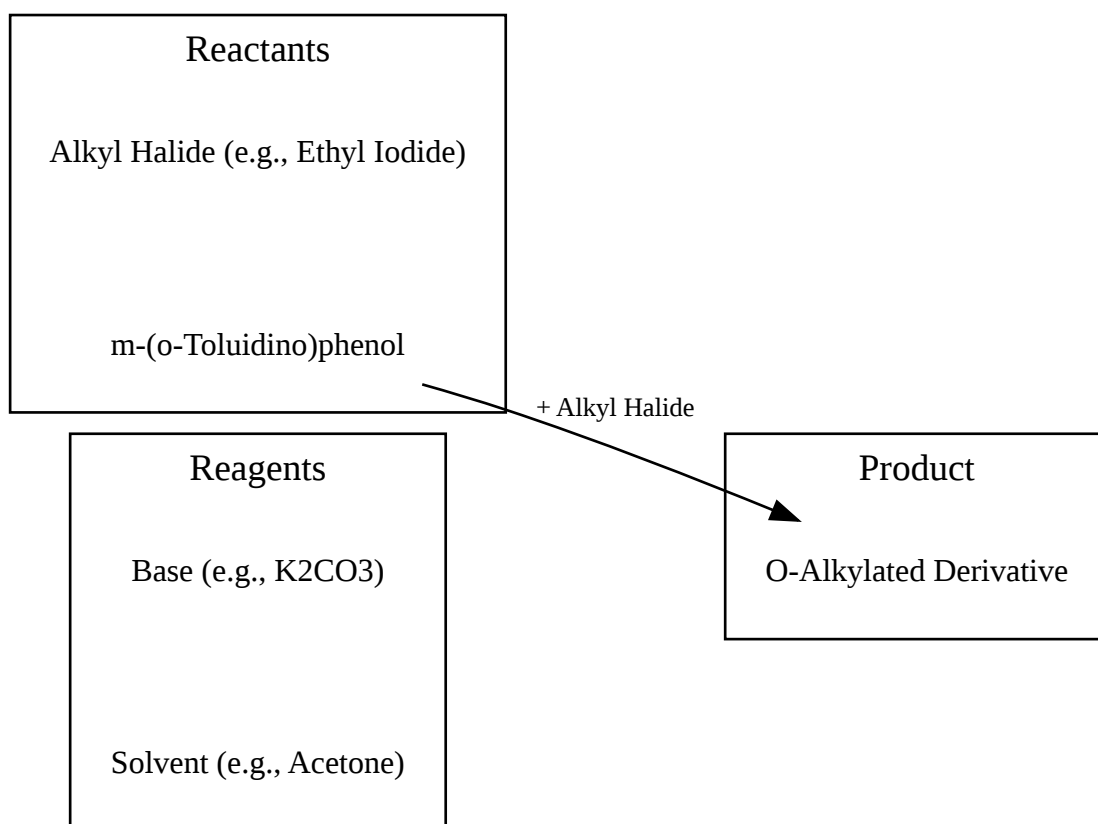 Reactants
Alkyl Halide (e.g., Ethyl Iodide)
m-(o-Toluidino)phenol
+ Alkyl Halide
Reagents
Base (e.g., K2CO3)
Solvent (e.g., Acetone)
Product
O-Alkylated Derivative